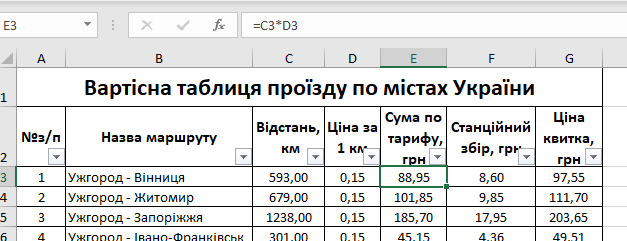 E3 fx =C3*D3
A B C D E F G
1 Вартісна таблиця проїзду по містах України
2 №з/п Назва маршруту Відстань, км Ціна за 1 км Сума по тарифу, грн Станційний збір, грн Ціна квитка, грн
3 1 Ужгород - Вінниця 593,00 0,15 88,95 8,60 97,55
4 2 Ужгород - Житомир 679,00 0,15 101,85 9,85 111,70
5 3 Ужгород - Запоріжжя 1238,00 0,15 185,70 17,95 203,65
6 4 Ужгород - Івано-Франківськ 301,00 0,15 45,15 4,36 49,51